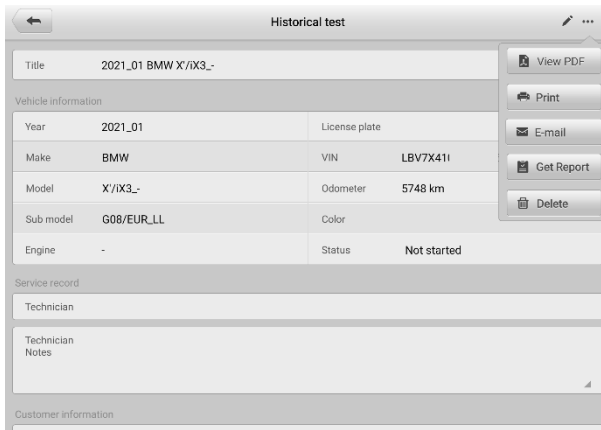 Historical test
Title 2021_01 BMW X'/iX3_-
View PDF
Print
E-mail
Get Report
Delete
Vehicle information
Year 2021_01 License plate
Make BMW VIN LBV7X41
Model X'/iX3_- Odometer 5748 km
Sub model G08/EUR_LL Color
Engine - Status Not started
Service record
Technician
Technician
Notes
Customer information